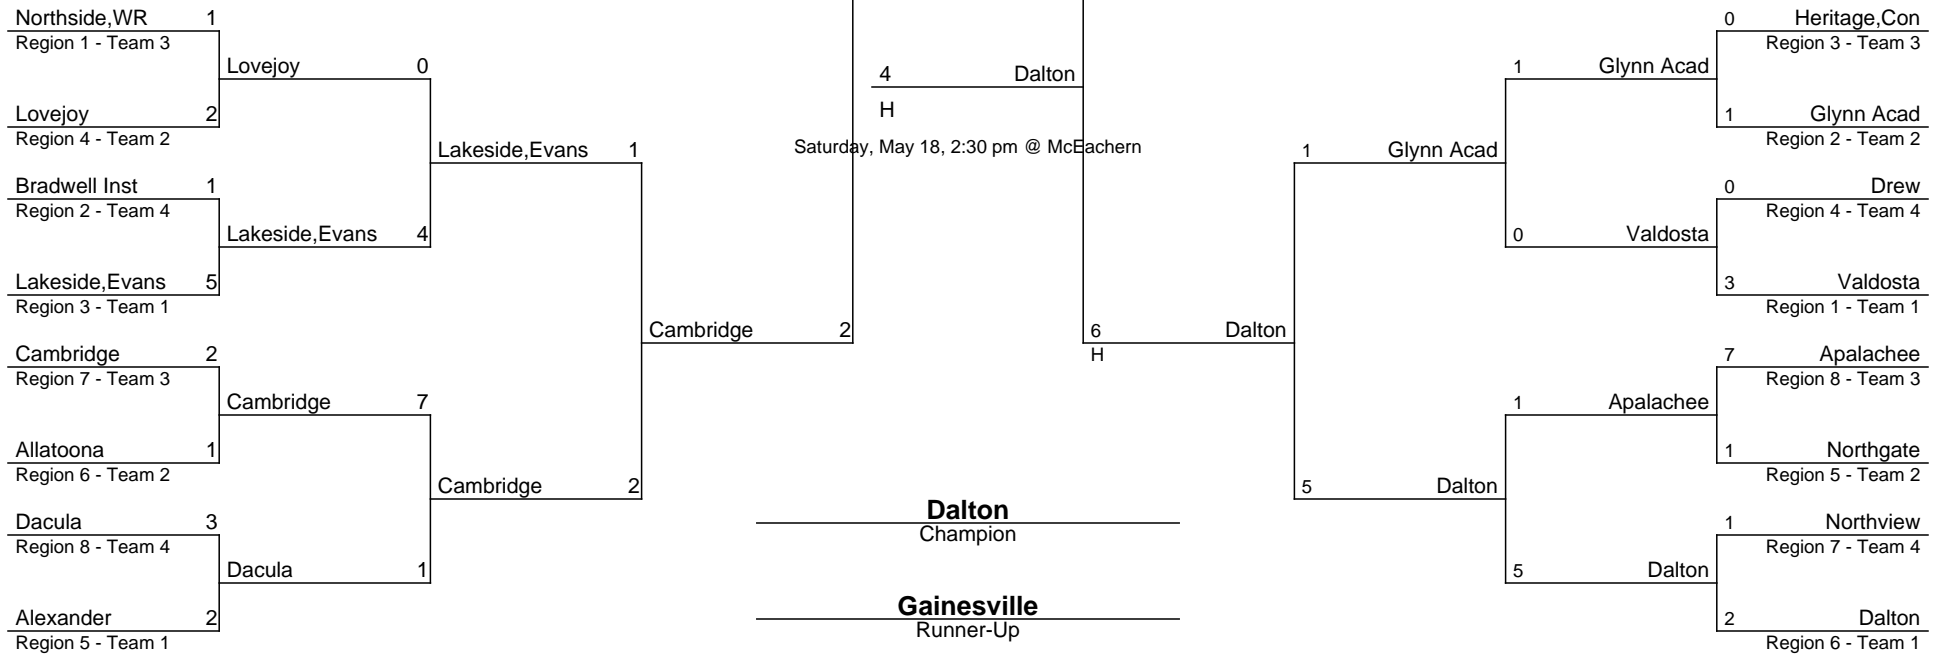 Northside,WR 1
Region 1 - Team 3
Lovejoy 0
Lovejoy 2
Region 4 - Team 2
Lakeside,Evans 1
Bradwell Inst 1
Region 2 - Team 4
Lakeside,Evans 4
Lakeside,Evans 5
Region 3 - Team 1
Cambridge 2
Cambridge 2
Region 7 - Team 3
Cambridge 7
Allatoona 1
Region 6 - Team 2
Cambridge 2
Dacula 3
Region 8 - Team 4
Dacula 1
Alexander 2
Region 5 - Team 1
4 Dalton
H
Saturday, May 18, 2:30 pm @ McEachern
Dalton
Champion
Gainesville
Runner-Up
0 Heritage,Con
Region 3 - Team 3
1 Glynn Acad
1 Glynn Acad
Region 2 - Team 2
1 Glynn Acad
0 Drew
Region 4 - Team 4
0 Valdosta
3 Valdosta
Region 1 - Team 1
6 Dalton
H
7 Apalachee
Region 8 - Team 3
1 Apalachee
1 Northgate
Region 5 - Team 2
5 Dalton
1 Northview
Region 7 - Team 4
5 Dalton
2 Dalton
Region 6 - Team 1